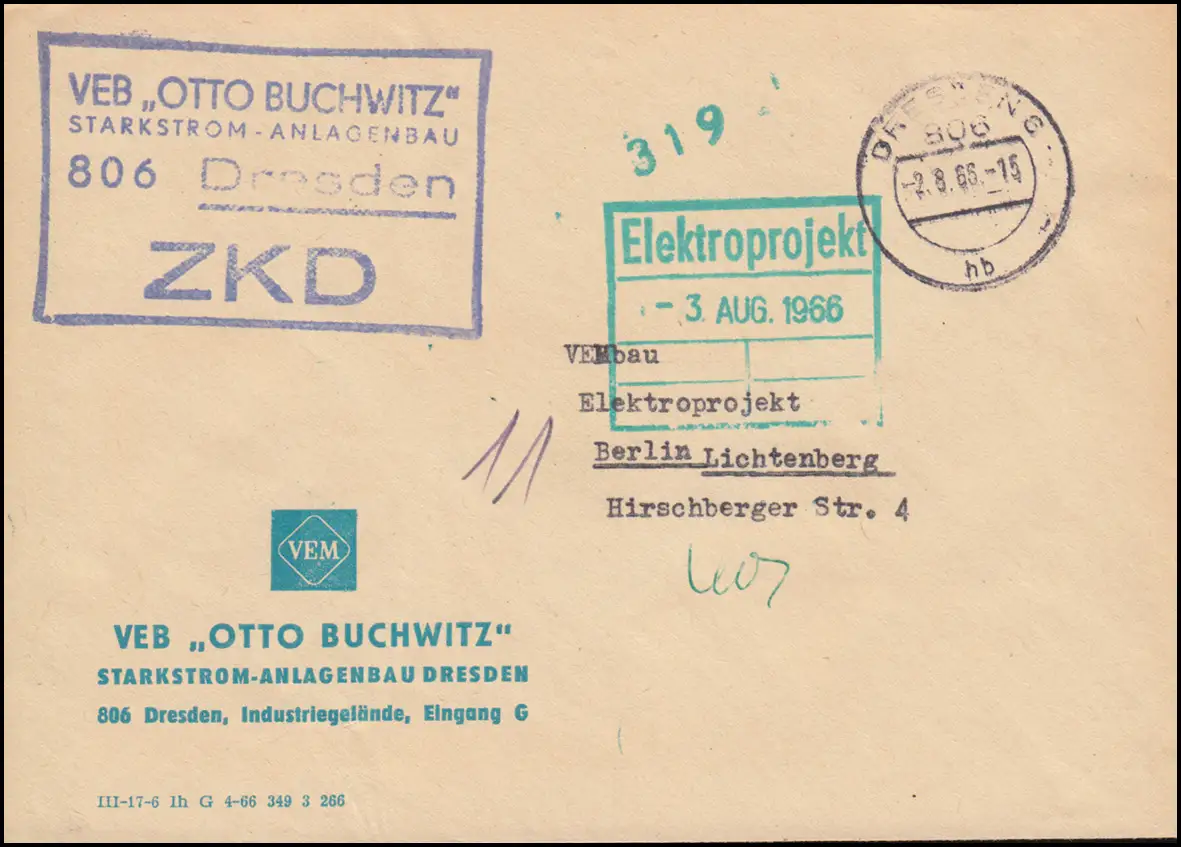 VEB „OTTO BUCHWITZ"
STARKSTROM-ANLAGENBAU
806 Dresden
ZKD
319
DRESDEN 6
806
-2.8.66.-15
hb
Elektroprojekt
- 3. AUG. 1966
VEMbau
Elektroprojekt
Berlin Lichtenberg
Hirschberger Str. 4
11
VEM
VEB „OTTO BUCHWITZ"
STARKSTROM-ANLAGENBAU DRESDEN
806 Dresden, Industriegelände, Eingang G
III-17-6 1h G 4-66 349 3 266